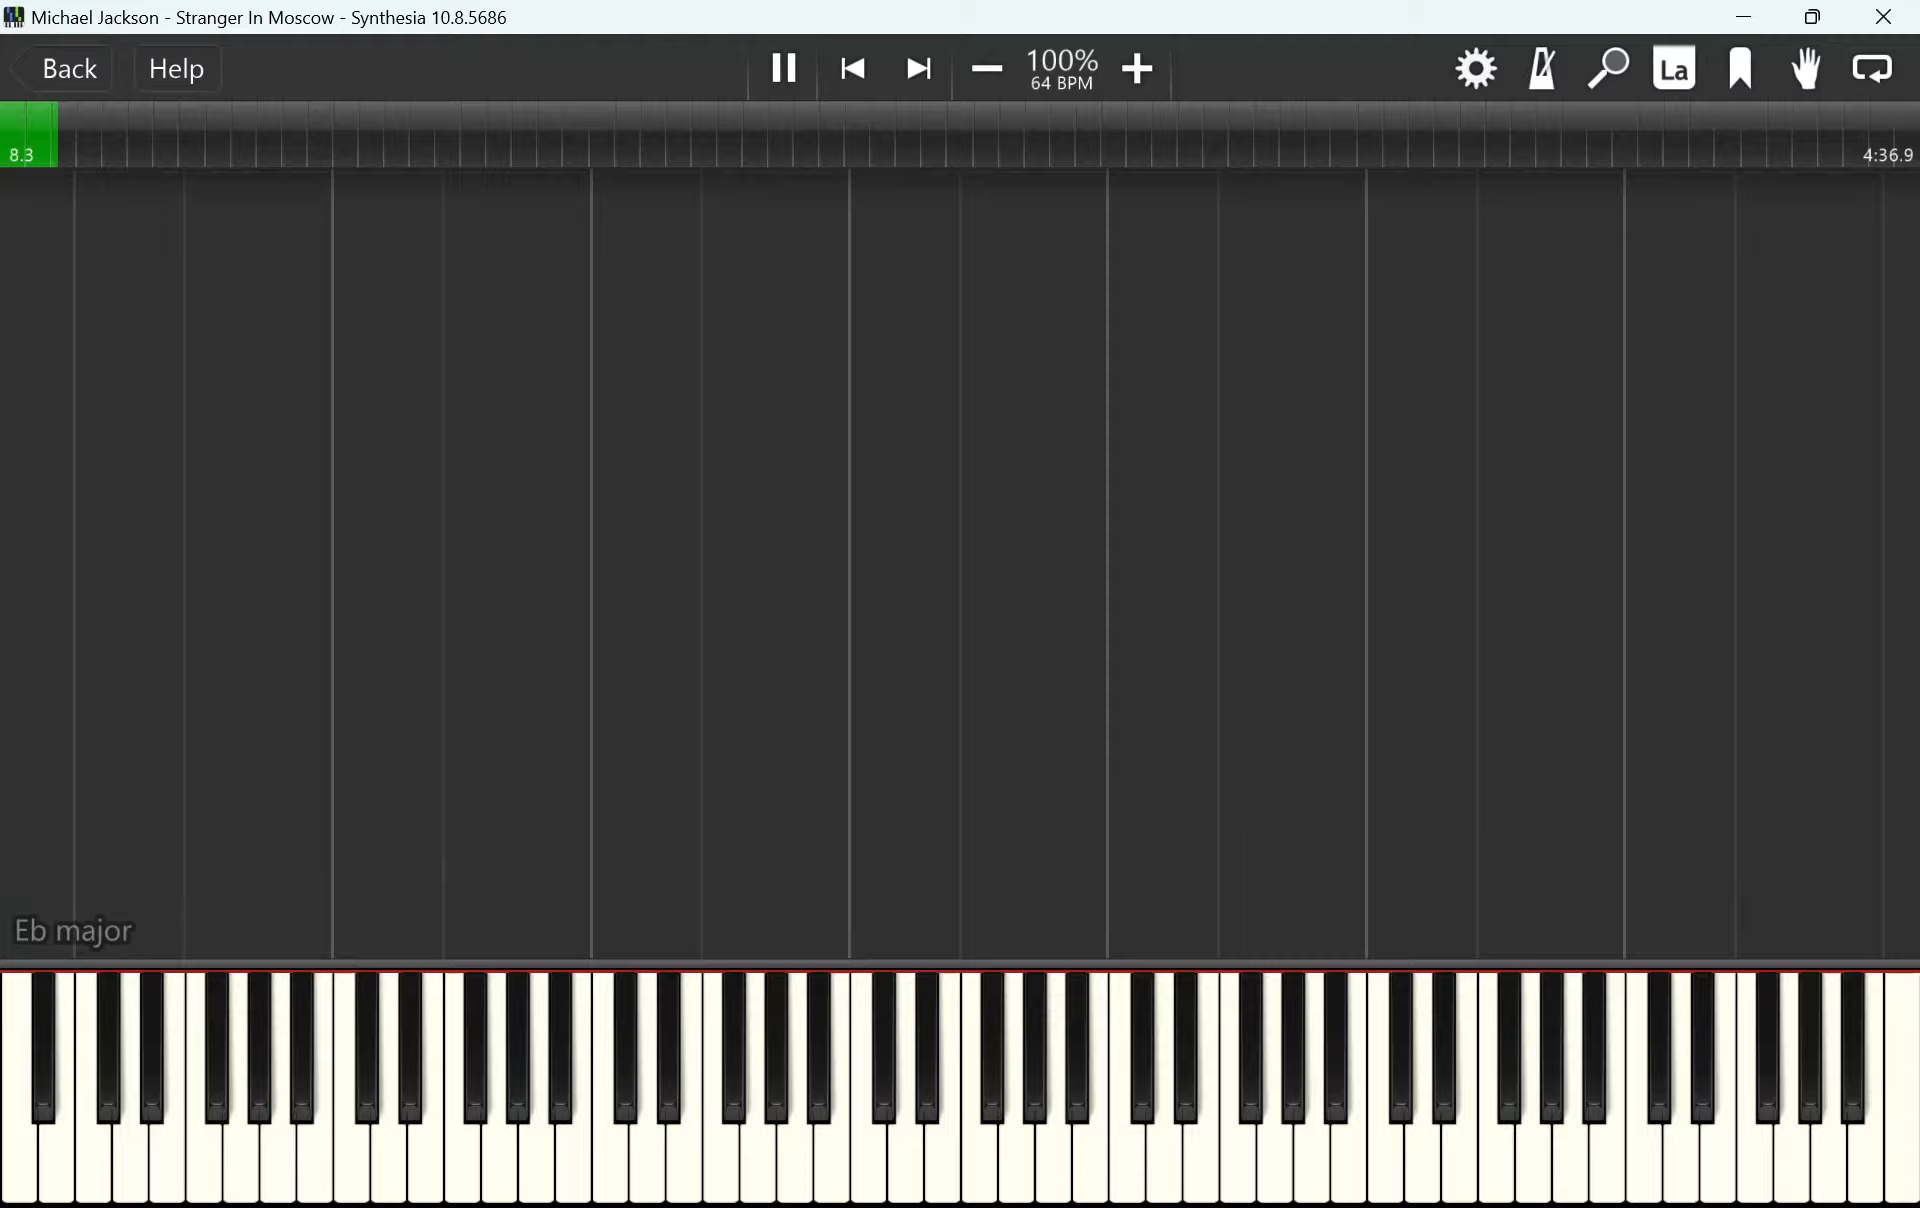 Michael Jackson - Stranger In Moscow - Synthesia 10.8.5686
Back
Help
100%
64 BPM
La
8.3
4:36.9
Eb major